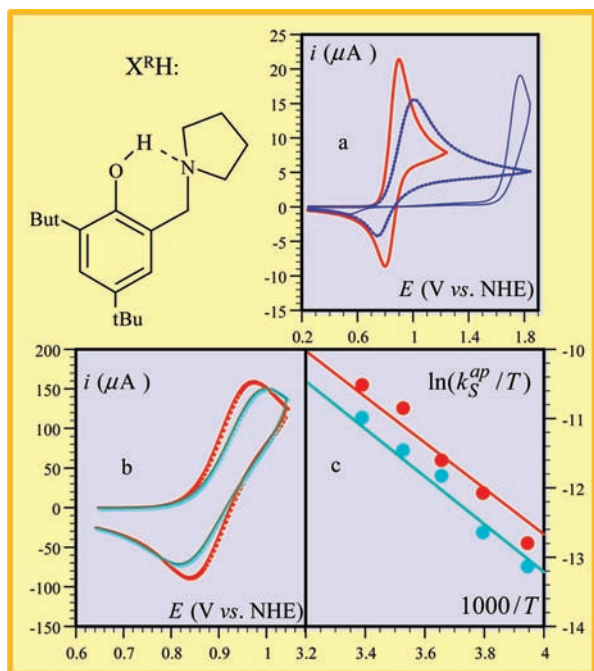 XᴿH:
H
O
N
But
tBu
i (μA)
25
20
15
10
5
0
-5
-10
-15
a
E (V vs. NHE)
0.2 0.6 1 1.4 1.8
200
150
100
50
0
-50
-100
-150
i (μA)
b
E (V vs. NHE)
0.6 0.7 0.8 0.9 1
ln(k_S^{ap}/T)
-10
-11
-12
-13
-14
c
1000/T
3.2 3.4 3.6 3.8 4